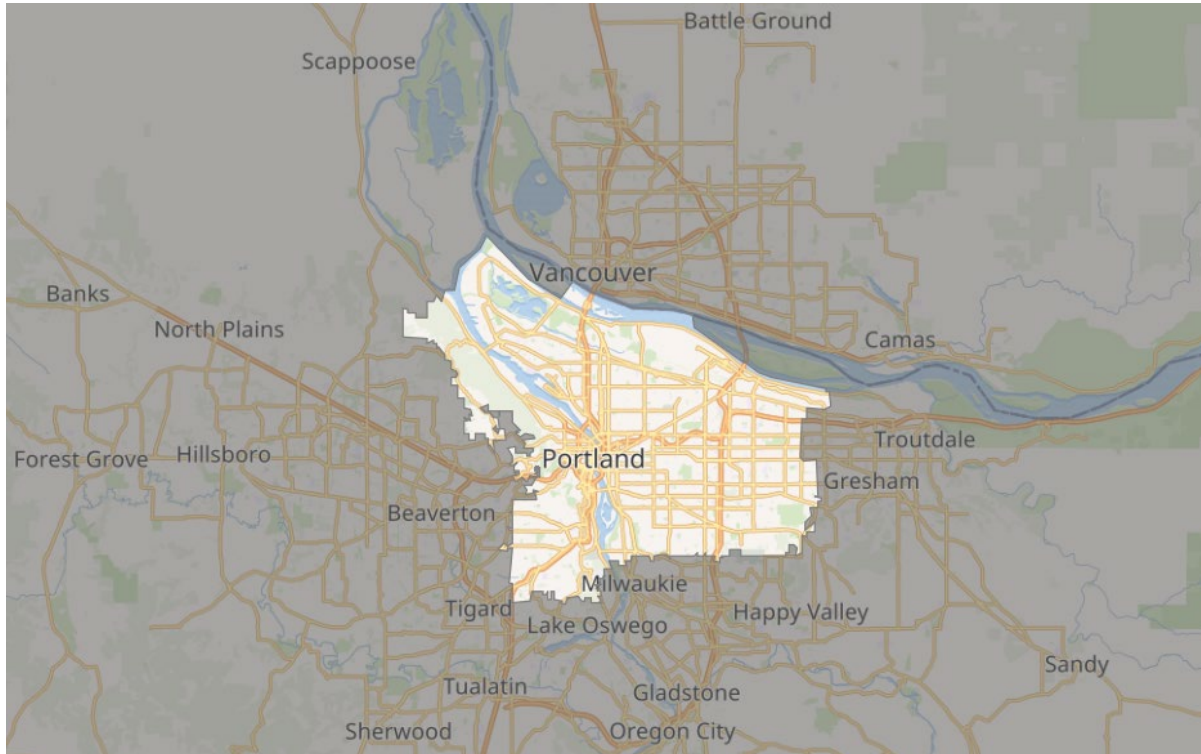 Battle Ground
Scappoose
Vancouver
Banks
North Plains
Camas
Troutdale
Forest Grove
Hillsboro
Portland
Gresham
Beaverton
Milwaukie
Tigard
Happy Valley
Lake Oswego
Sandy
Tualatin
Gladstone
Sherwood
Oregon City